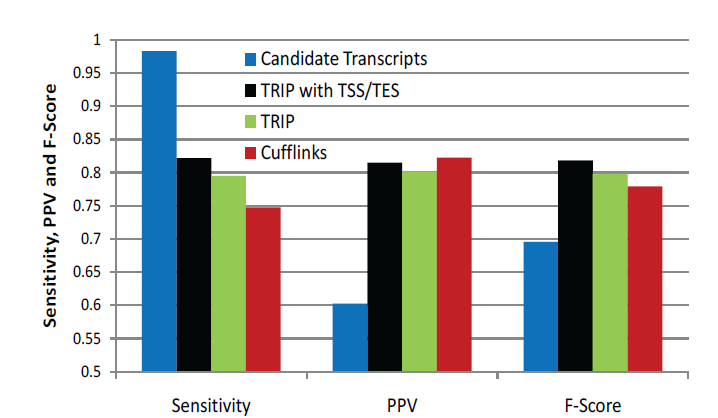 Sensitivity, PPV and F-Score
1
0.95
0.9
0.85
0.8
0.75
0.7
0.65
0.6
0.55
0.5
Candidate Transcripts
TRIP with TSS/TES
TRIP
Cufflinks
Sensitivity
PPV
F-Score